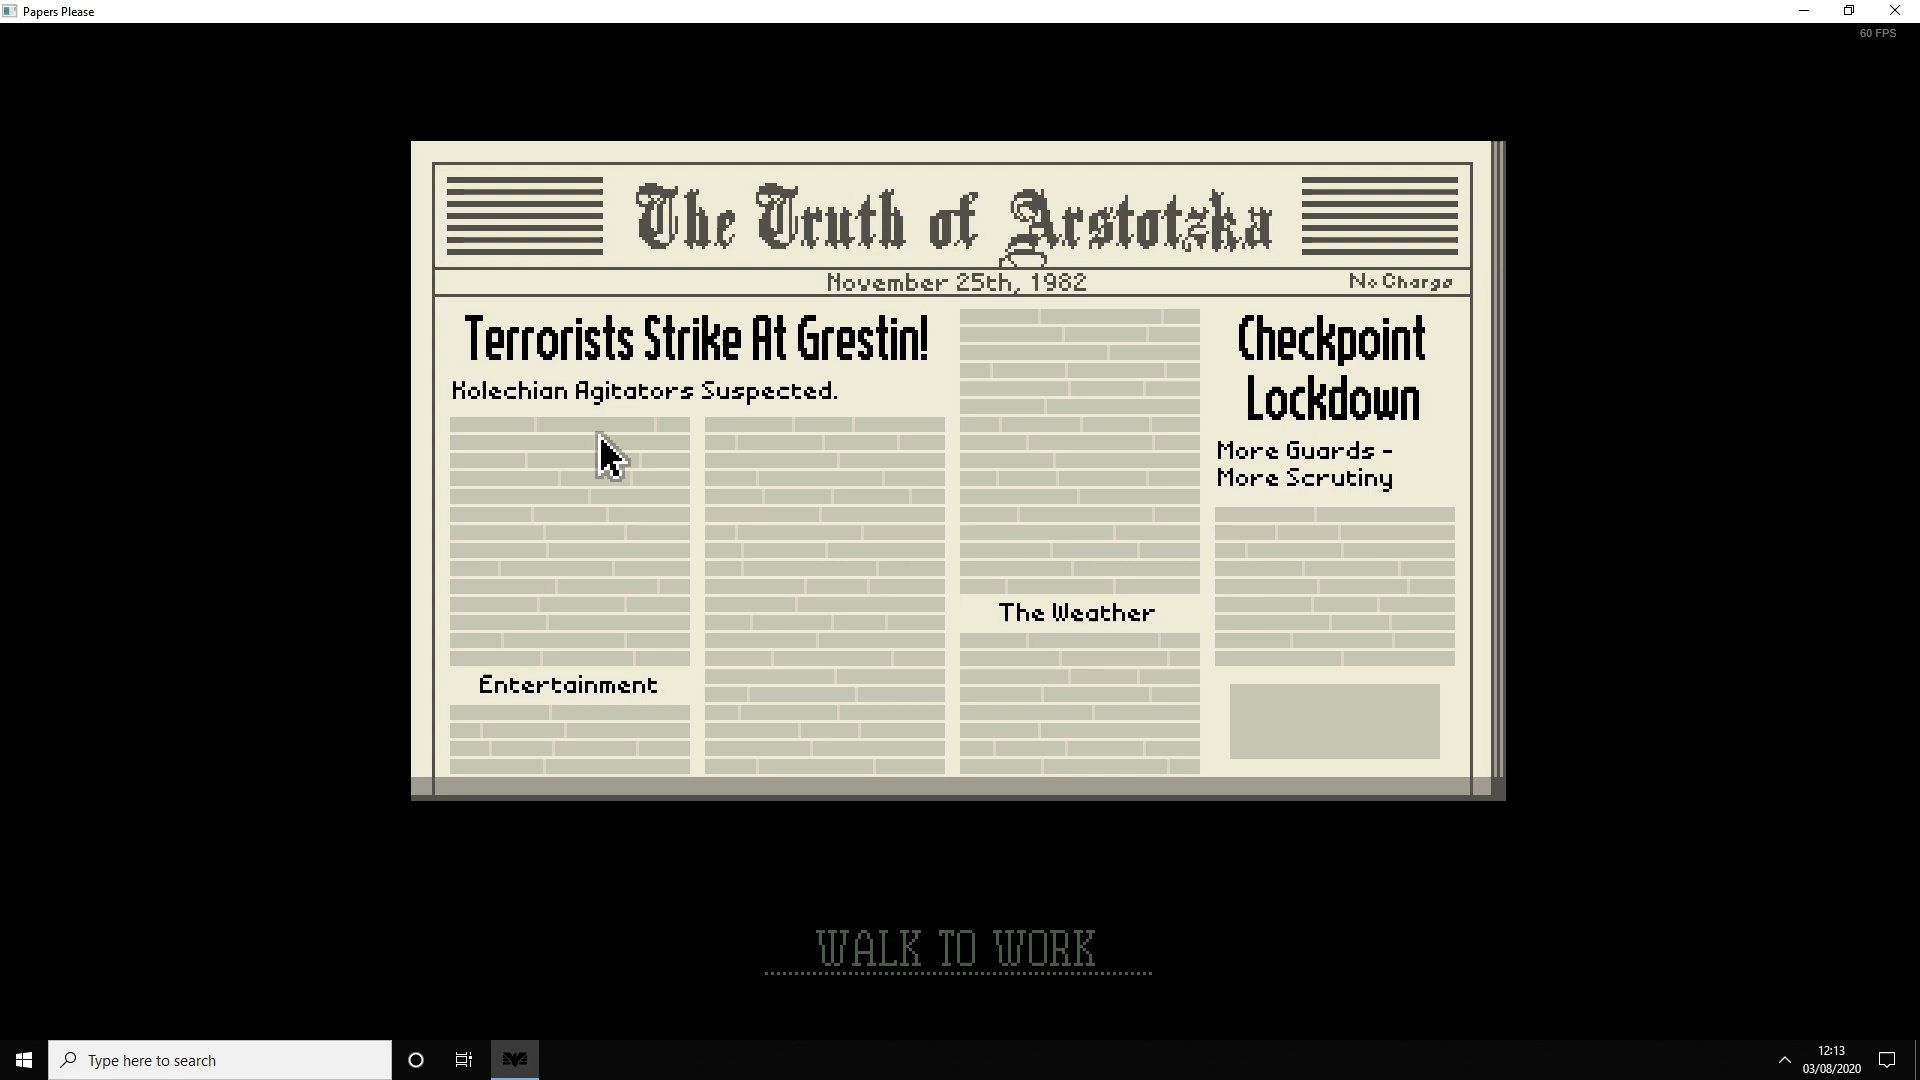 Papers Please
60 FPS
The Truth of Arstotzka
November 25th, 1982
No Charge
Terrorists Strike At Grestin!
Kolechian Agitators Suspected.
Entertainment
The Weather
Checkpoint
Lockdown
More Guards -
More Scrutiny
WALK TO WORK
Type here to search
12:13
03/08/2020